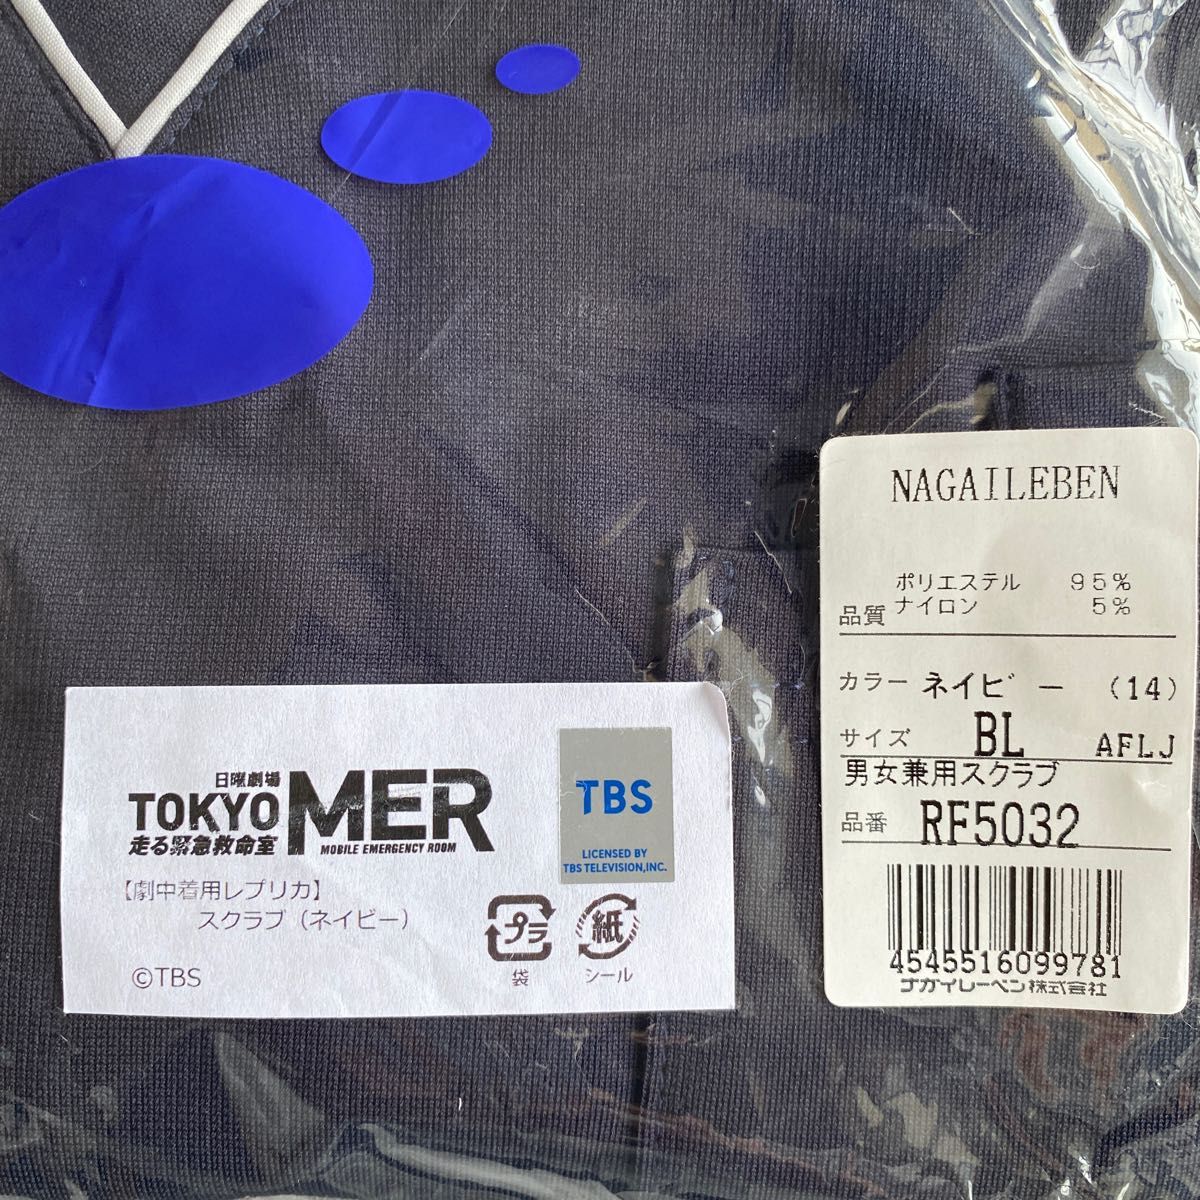 日曜劇場
TOKYO MER
走る緊急救命室
MOBILE EMERGENCY ROOM
【劇中着用レプリカ】
スクラブ（ネイビー）
©TBS
TBS
LICENSED BY
TBS TELEVISION,INC.
プラ
袋
紙
シール
NAGAILEBEN
品質
ポリエステル 95%
ナイロン 5%
カラー ネイビー (14)
サイズ BL AFLJ
男女兼用スクラブ
品番 RF5032
4545516099781
ナガイレーベン株式会社